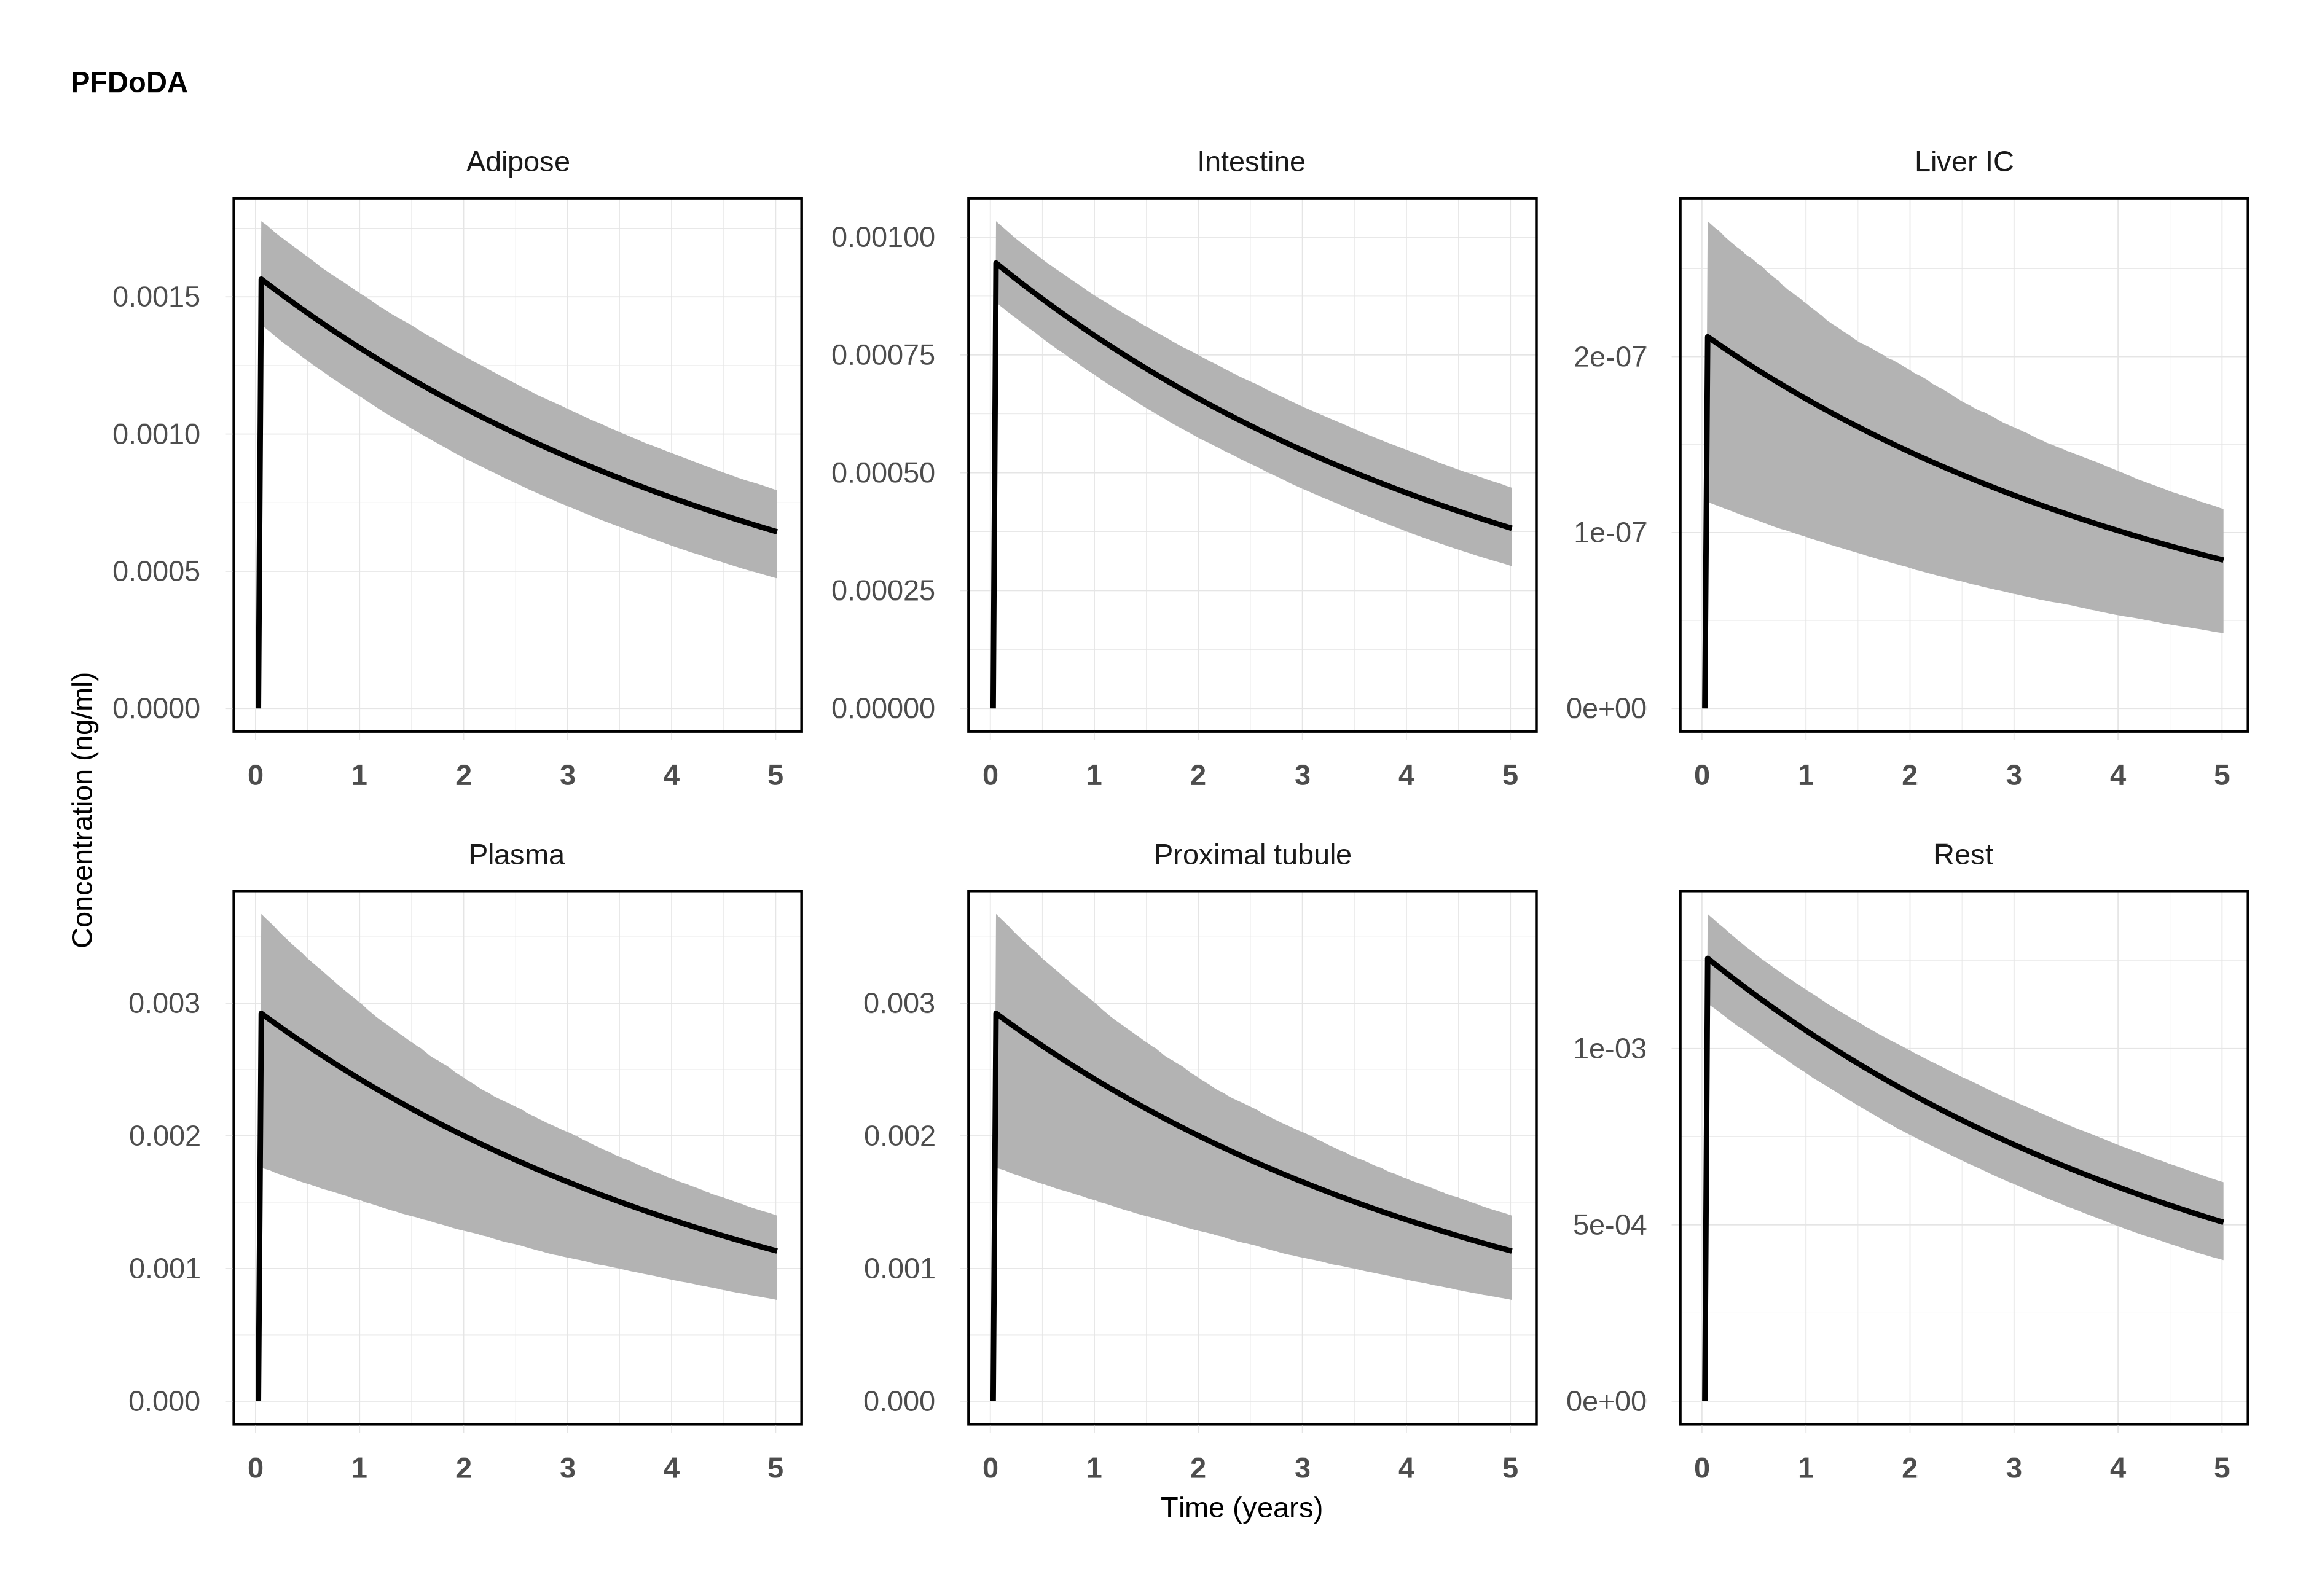 PFDoDA
Adipose
Intestine
Liver IC
0.0015
0.0010
0.0005
0.0000
0.00100
0.00075
0.00050
0.00025
0.00000
2e-07
1e-07
0e+00
0 1 2 3 4 5
0 1 2 3 4 5
0 1 2 3 4 5
Concentration (ng/ml)
Plasma
Proximal tubule
Rest
0.003
0.002
0.001
0.000
0.003
0.002
0.001
0.000
1e-03
5e-04
0e+00
0 1 2 3 4 5
0 1 2 3 4 5
0 1 2 3 4 5
Time (years)